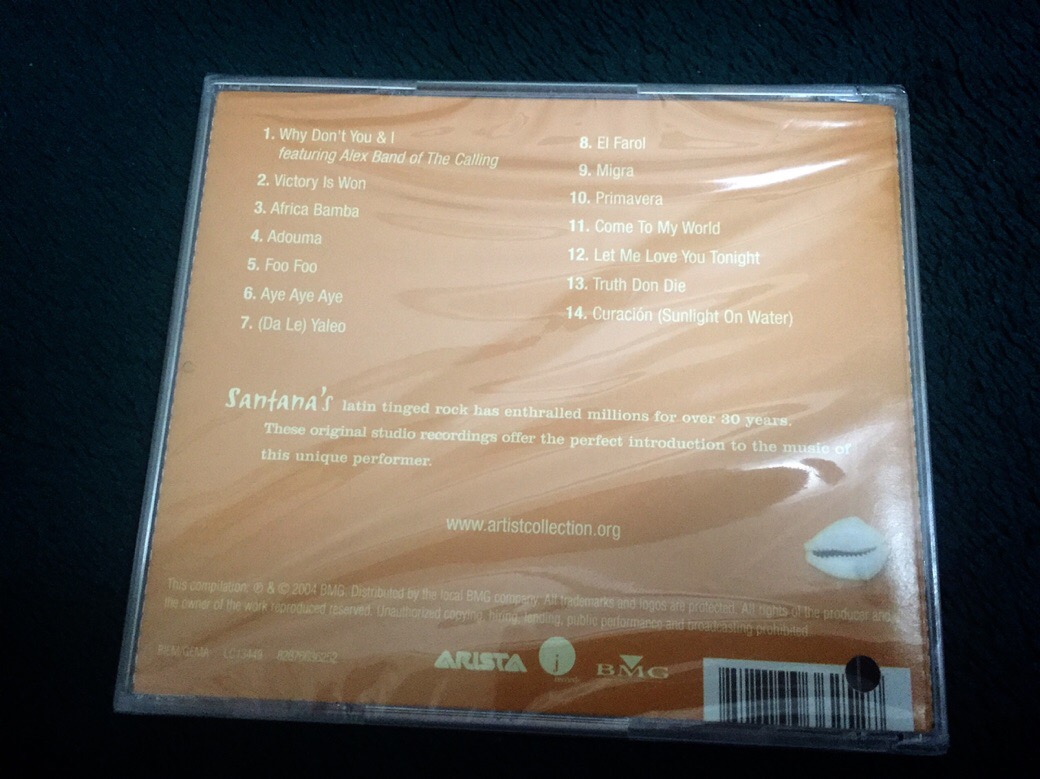 1. Why Don't You & I
featuring Alex Band of The Calling
2. Victory Is Won
3. Africa Bamba
4. Adouma
5. Foo Foo
6. Aye Aye Aye
7. (Da Le) Yaleo
8. El Farol
9. Migra
10. Primavera
11. Come To My World
12. Let Me Love You Tonight
13. Truth Don Die
14. Curación (Sunlight On Water)
Santana's latin tinged rock has enthralled millions for over 30 years.
These original studio recordings offer the perfect introduction to the music of
this unique performer.
www.artistcollection.org
This compilation: ℗ & © 2004 BMG. Distributed by the local BMG company. All trademarks and logos are protected. All rights of the producer and
the owner of the work reproduced reserved. Unauthorized copying, hiring, lending, public performance and broadcasting prohibited
BIEM/GEMA LC13449
ARISTA j records BMG